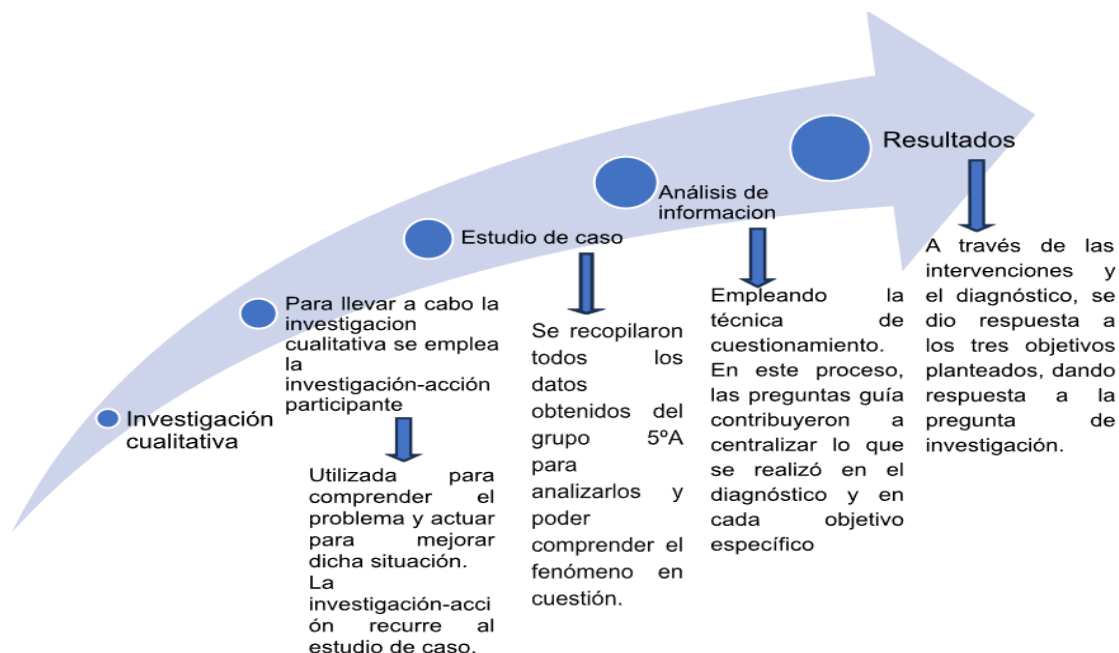 Investigación
cualitativa
Para llevar a cabo la
investigacion
cualitativa se emplea
la
investigación-acción
participante
Utilizada para
comprender el
problema y actuar
para mejorar
dicha situación.
La
investigación-acci
ón recurre al
estudio de caso.
Estudio de caso
Se recopilaron
todos los
datos
obtenidos del
grupo 5ºA
para
analizarlos y
poder
comprender el
fenómeno en
cuestión.
Análisis de
informacion
Empleando la
técnica de
cuestionamiento.
En este proceso,
las preguntas guía
contribuyeron a
centralizar lo que
se realizó en el
diagnóstico y en
cada objetivo
específico
Resultados
A través de las
intervenciones y
el diagnóstico, se
dio respuesta a
los tres objetivos
planteados, dando
respuesta a la
pregunta de
investigación.